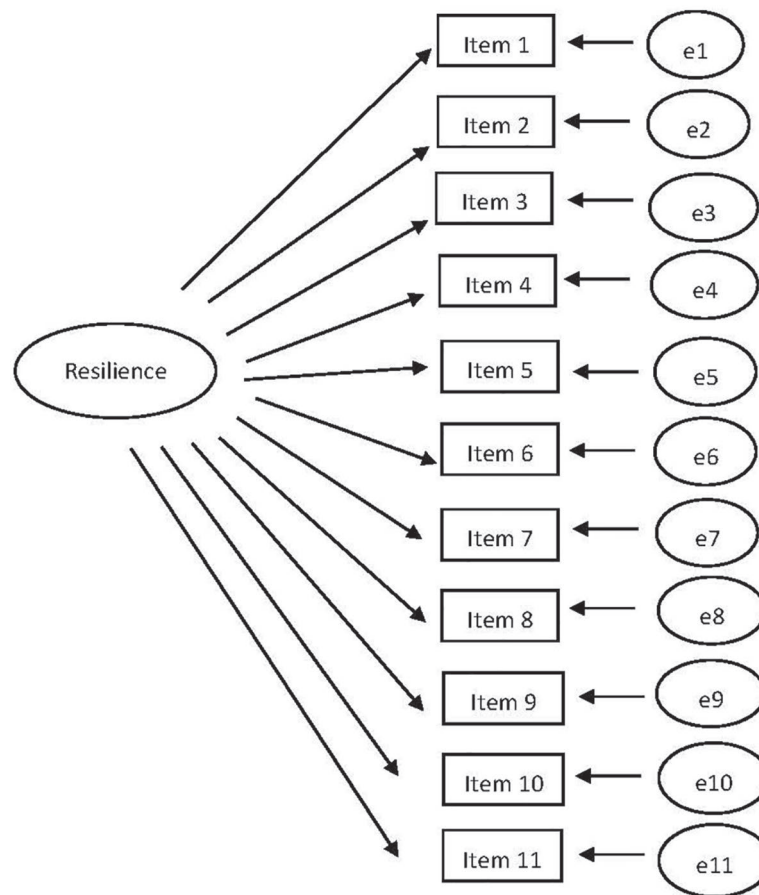 Item 1
e1
Item 2
e2
Item 3
e3
Item 4
e4
Resilience
Item 5
e5
Item 6
e6
Item 7
e7
Item 8
e8
Item 9
e9
Item 10
e10
Item 11
e11